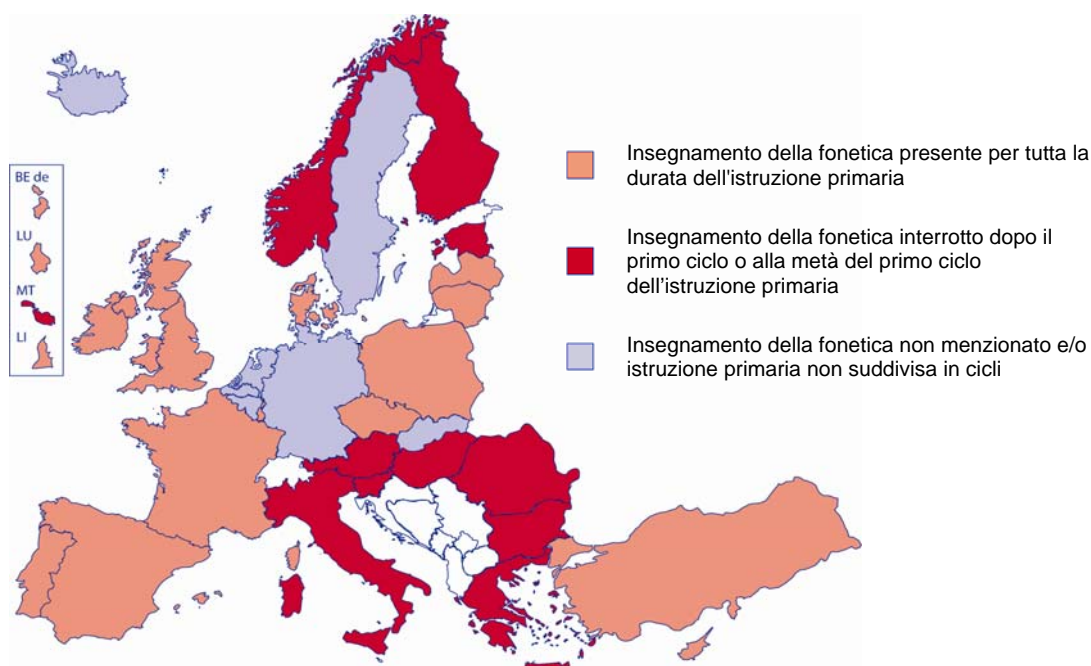 BE de
LU
MT
LI
Insegnamento della fonetica presente per tutta la
durata dell'istruzione primaria
Insegnamento della fonetica interrotto dopo il
primo ciclo o alla metà del primo ciclo
dell’istruzione primaria
Insegnamento della fonetica non menzionato e/o
istruzione primaria non suddivisa in cicli